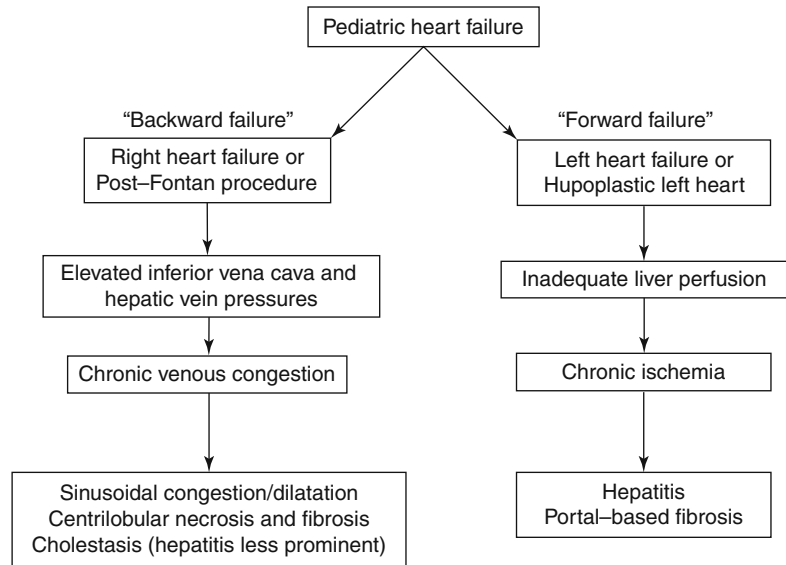 Pediatric heart failure
“Backward failure”
Right heart failure or
Post–Fontan procedure
Elevated inferior vena cava and
hepatic vein pressures
Chronic venous congestion
Sinusoidal congestion/dilatation
Centrilobular necrosis and fibrosis
Cholestasis (hepatitis less prominent)
“Forward failure”
Left heart failure or
Hupoplastic left heart
Inadequate liver perfusion
Chronic ischemia
Hepatitis
Portal–based fibrosis